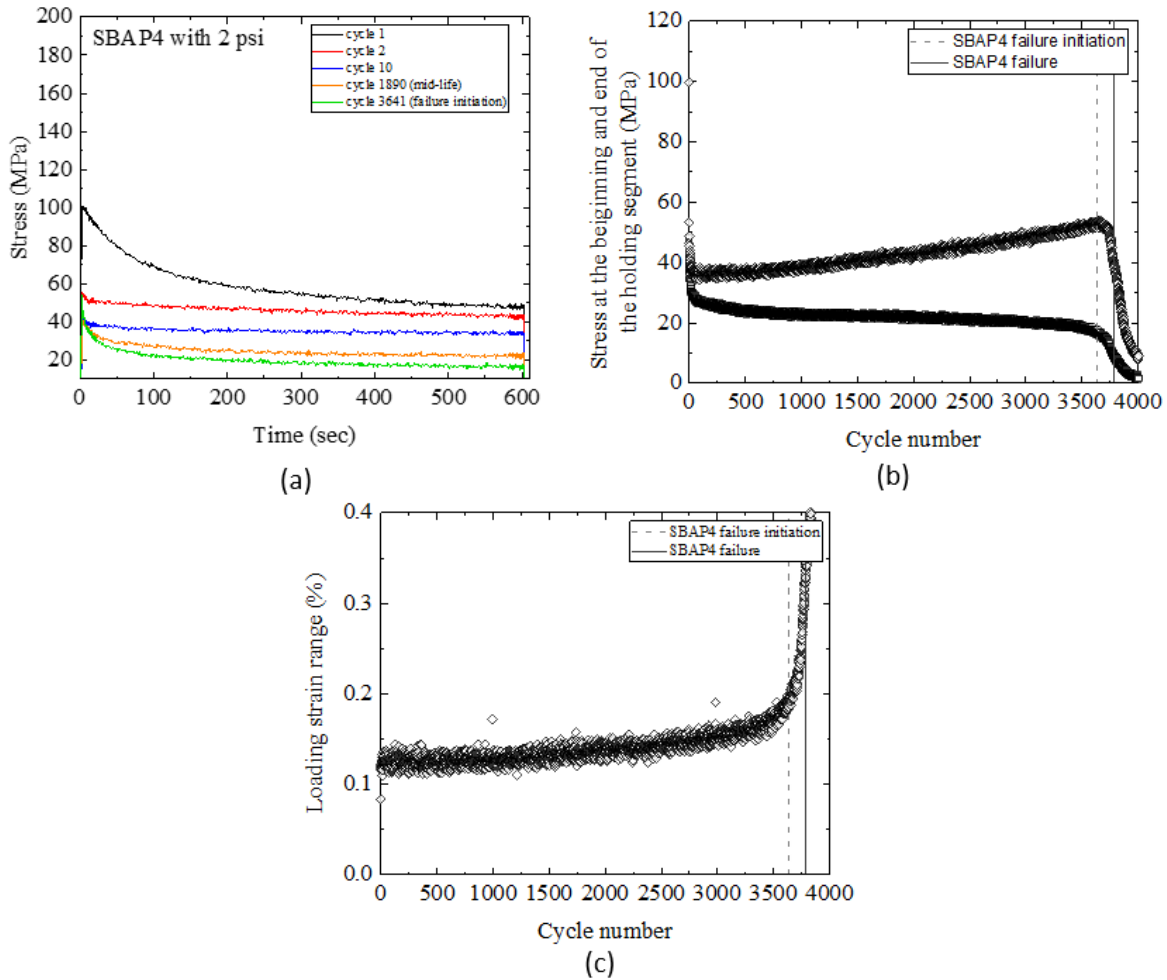 SBAP4 with 2 psi
cycle 1
cycle 2
cycle 10
cycle 1890 (mid-life)
cycle 3641 (failure initiation)
200
180
160
140
120
100
80
60
40
20
Stress (MPa)
0 100 200 300 400 500 600
Time (sec)
(a)
SBAP4 failure initiation
SBAP4 failure
120
100
80
60
40
20
0
Stress at the beiginning and end of
the holding segment (MPa)
0 500 1000 1500 2000 2500 3000 3500 4000
Cycle number
(b)
SBAP4 failure initiation
SBAP4 failure
0.4
0.3
0.2
0.1
0.0
Loading strain range (%)
0 500 1000 1500 2000 2500 3000 3500 4000
Cycle number
(c)